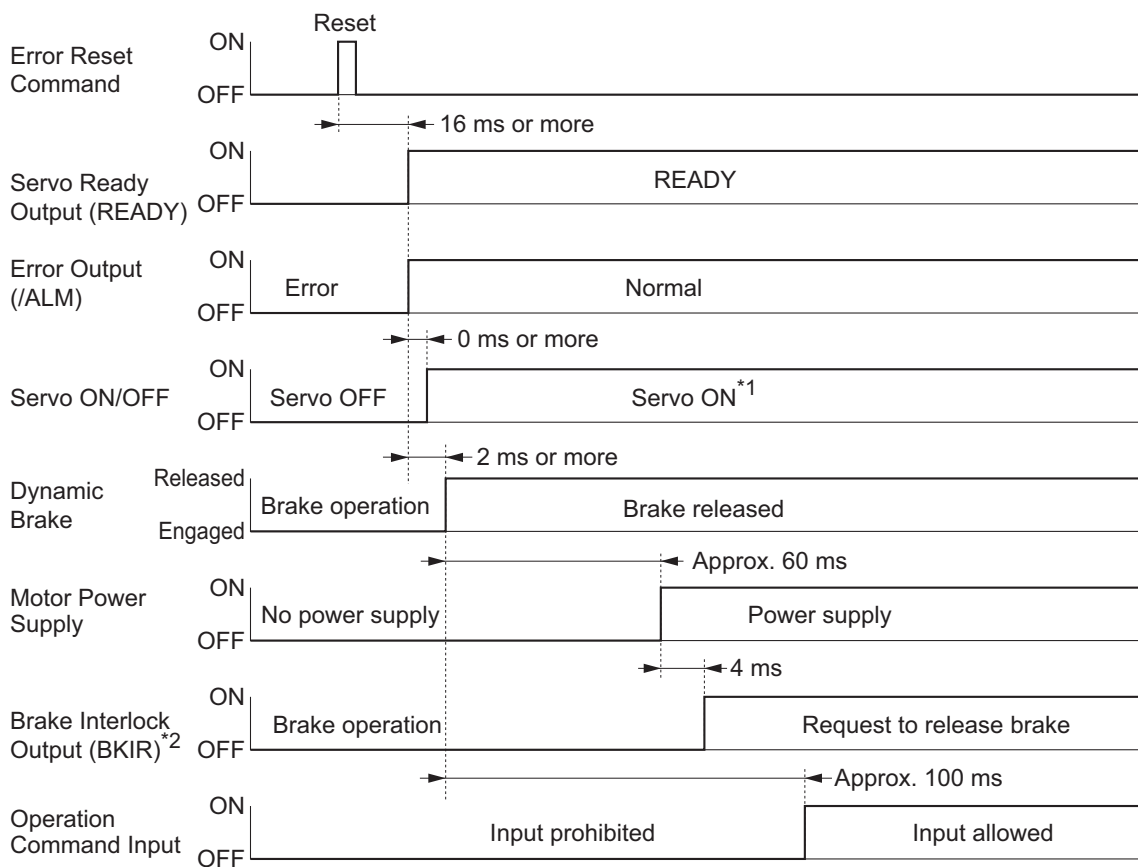 Reset
Error Reset
Command
ON
OFF
16 ms or more
Servo Ready
Output (READY)
ON
OFF
READY
Error Output
(/ALM)
ON
OFF
Error
Normal
0 ms or more
Servo ON/OFF
ON
OFF
Servo OFF
Servo ON*1
2 ms or more
Dynamic
Brake
Released
Engaged
Brake operation
Brake released
Approx. 60 ms
Motor Power
Supply
ON
OFF
No power supply
Power supply
4 ms
Brake Interlock
Output (BKIR)*2
ON
OFF
Brake operation
Request to release brake
Approx. 100 ms
Operation
Command Input
ON
OFF
Input prohibited
Input allowed